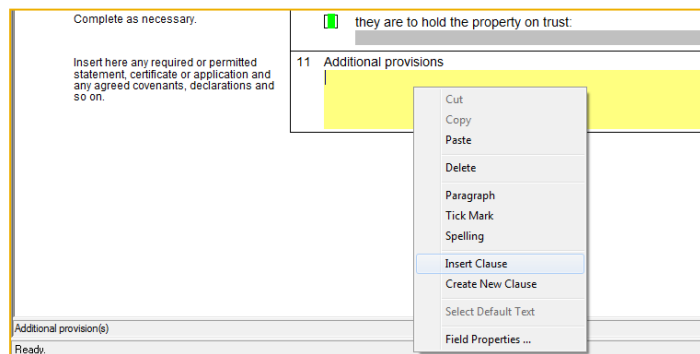 Complete as necessary.
they are to hold the property on trust:
Insert here any required or permitted
statement, certificate or application and
any agreed covenants, declarations and
so on.
11 Additional provisions
Cut
Copy
Paste
Delete
Paragraph
Tick Mark
Spelling
Insert Clause
Create New Clause
Select Default Text
Field Properties ...
Additional provision(s)
Ready.